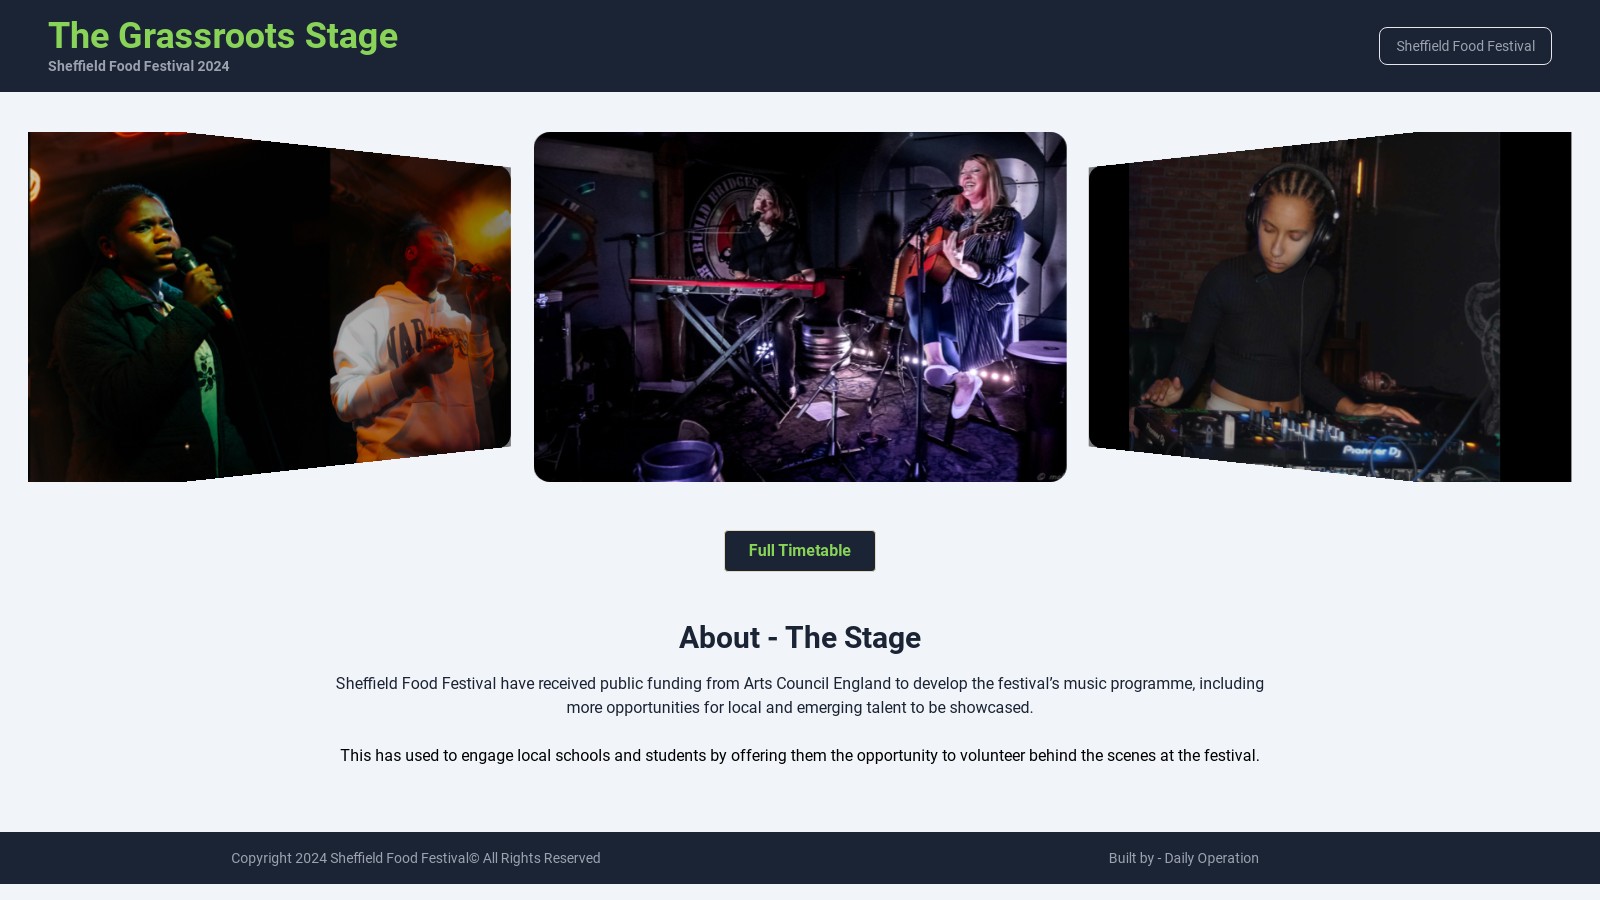 The Grassroots Stage
Sheffield Food Festival 2024
Sheffield Food Festival
Pioneer Dj
Full Timetable
About - The Stage
Sheffield Food Festival have received public funding from Arts Council England to develop the festival’s music programme, including
more opportunities for local and emerging talent to be showcased.
This has used to engage local schools and students by offering them the opportunity to volunteer behind the scenes at the festival.
Copyright 2024 Sheffield Food Festival© All Rights Reserved
Built by - Daily Operation